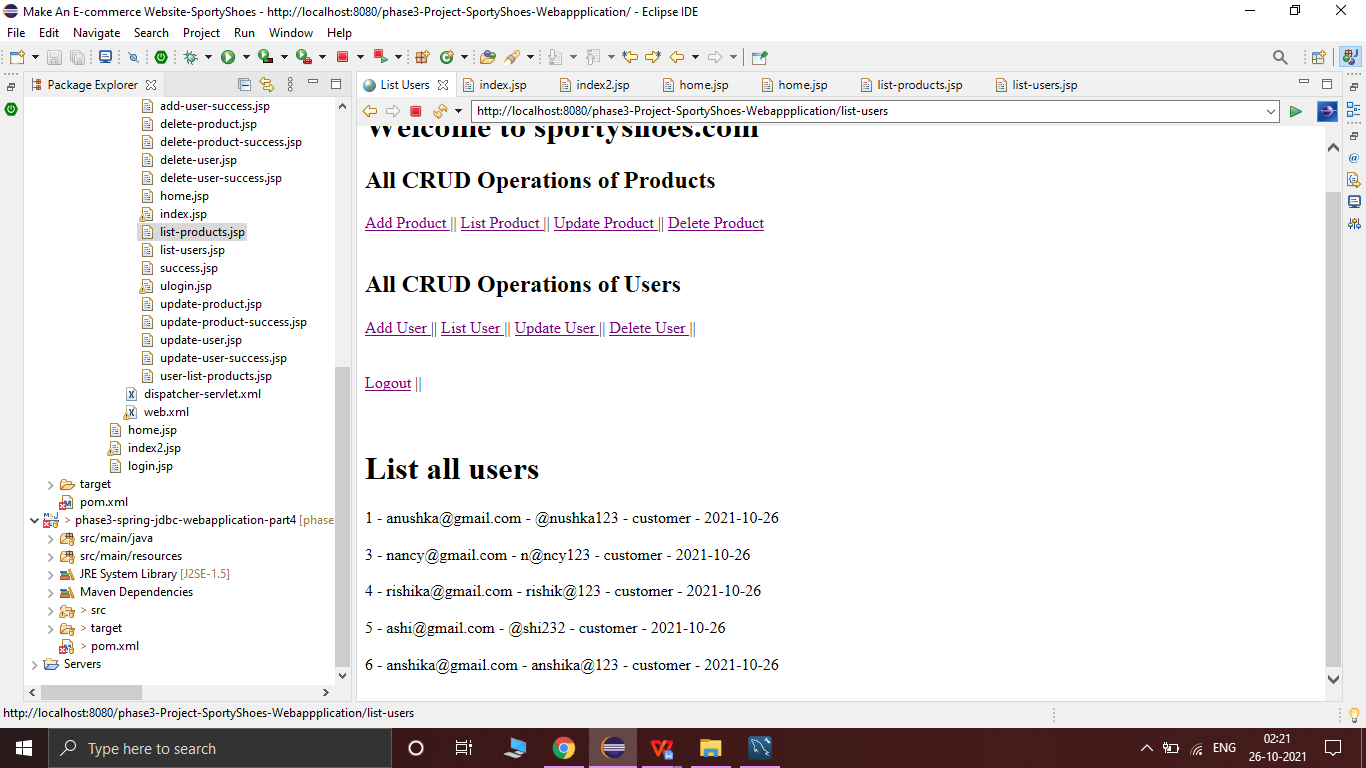 Make An E-commerce Website-SportyShoes - http://localhost:8080/phase3-Project-SportyShoes-Webappplication/ - Eclipse IDE
File Edit Navigate Search Project Run Window Help
Package Explorer
add-user-success.jsp
delete-product.jsp
delete-product-success.jsp
delete-user.jsp
delete-user-success.jsp
home.jsp
index.jsp
list-products.jsp
list-users.jsp
success.jsp
ulogin.jsp
update-product.jsp
update-product-success.jsp
update-user.jsp
update-user-success.jsp
user-list-products.jsp
dispatcher-servlet.xml
web.xml
home.jsp
index2.jsp
login.jsp
target
pom.xml
> phase3-spring-jdbc-webapplication-part4 [phase
src/main/java
src/main/resources
JRE System Library [J2SE-1.5]
Maven Dependencies
> src
> target
> pom.xml
Servers
List Users index.jsp index2.jsp home.jsp home.jsp list-products.jsp list-users.jsp
http://localhost:8080/phase3-Project-SportyShoes-Webappplication/list-users
Welcome to sportyshoes.com
All CRUD Operations of Products
Add Product || List Product || Update Product || Delete Product
All CRUD Operations of Users
Add User || List User || Update User || Delete User ||
Logout ||
List all users
1 - anushka@gmail.com - @nushka123 - customer - 2021-10-26
3 - nancy@gmail.com - n@ncy123 - customer - 2021-10-26
4 - rishika@gmail.com - rishik@123 - customer - 2021-10-26
5 - ashi@gmail.com - @shi232 - customer - 2021-10-26
6 - anshika@gmail.com - anshika@123 - customer - 2021-10-26
http://localhost:8080/phase3-Project-SportyShoes-Webappplication/list-users
Type here to search
ENG
02:21
26-10-2021